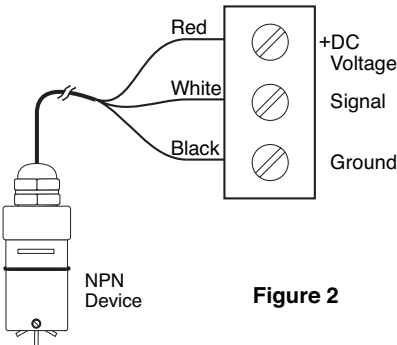 Red
+DC
Voltage
White
Signal
Black
Ground
NPN
Device
Figure 2